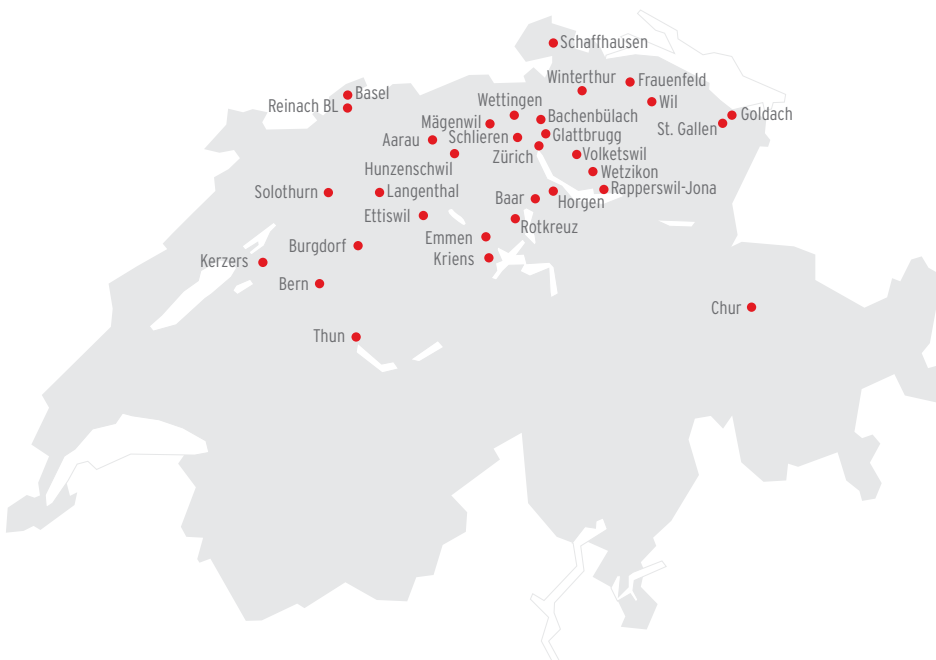 Schaffhausen
Winterthur
Frauenfeld
Basel
Reinach BL
Wettingen
Wil
Mägenwil
Bachenbülach
Goldach
St. Gallen
Aarau
Schlieren
Glattbrugg
Zürich
Volketswil
Hunzenschwil
Wetzikon
Solothurn
Langenthal
Baar
Horgen
Rapperswil-Jona
Ettiswil
Rotkreuz
Emmen
Burgdorf
Kriens
Kerzers
Bern
Chur
Thun